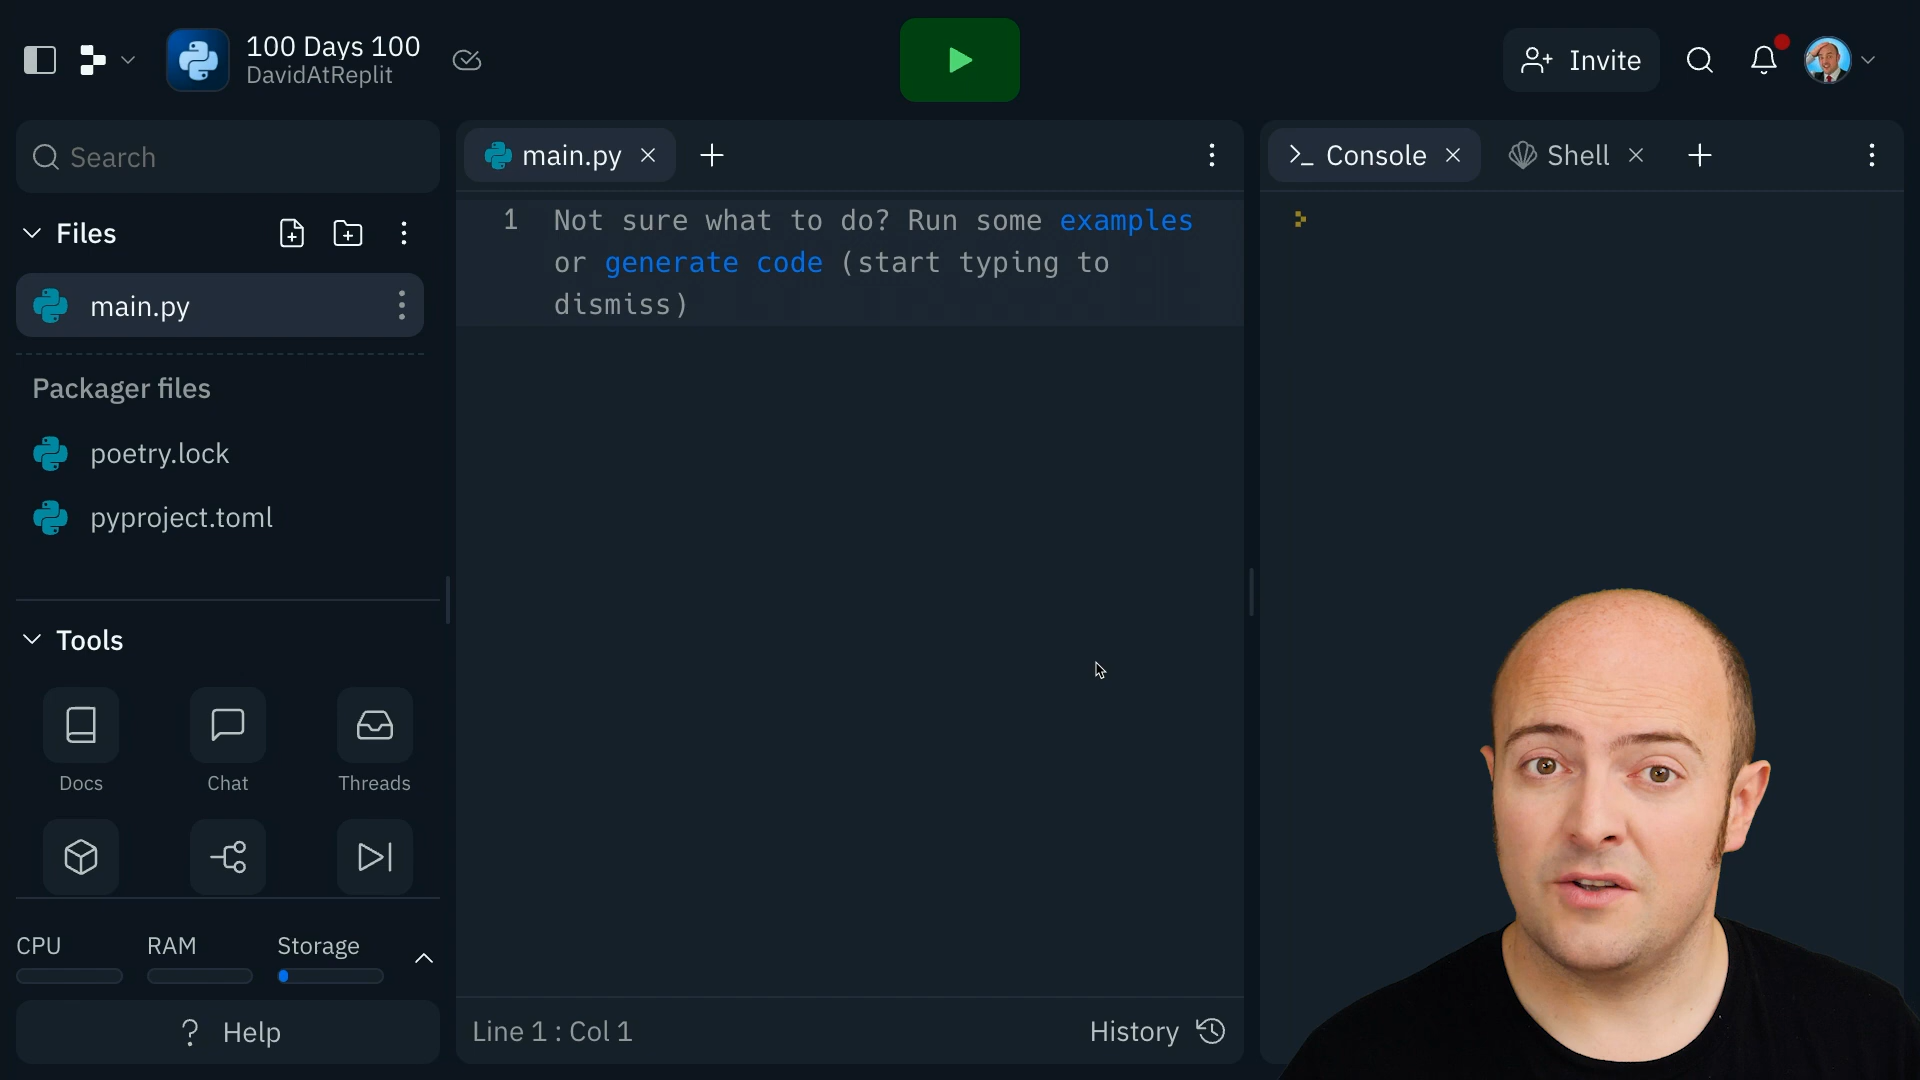 100 Days 100
DavidAtReplit
Invite
Search
Files
main.py
Packager files
poetry.lock
pyproject.toml
Tools
Docs
Chat
Threads
CPU
RAM
Storage
? Help
main.py
1 Not sure what to do? Run some examples
or generate code (start typing to
dismiss)
Line 1 : Col 1
History
Console
Shell